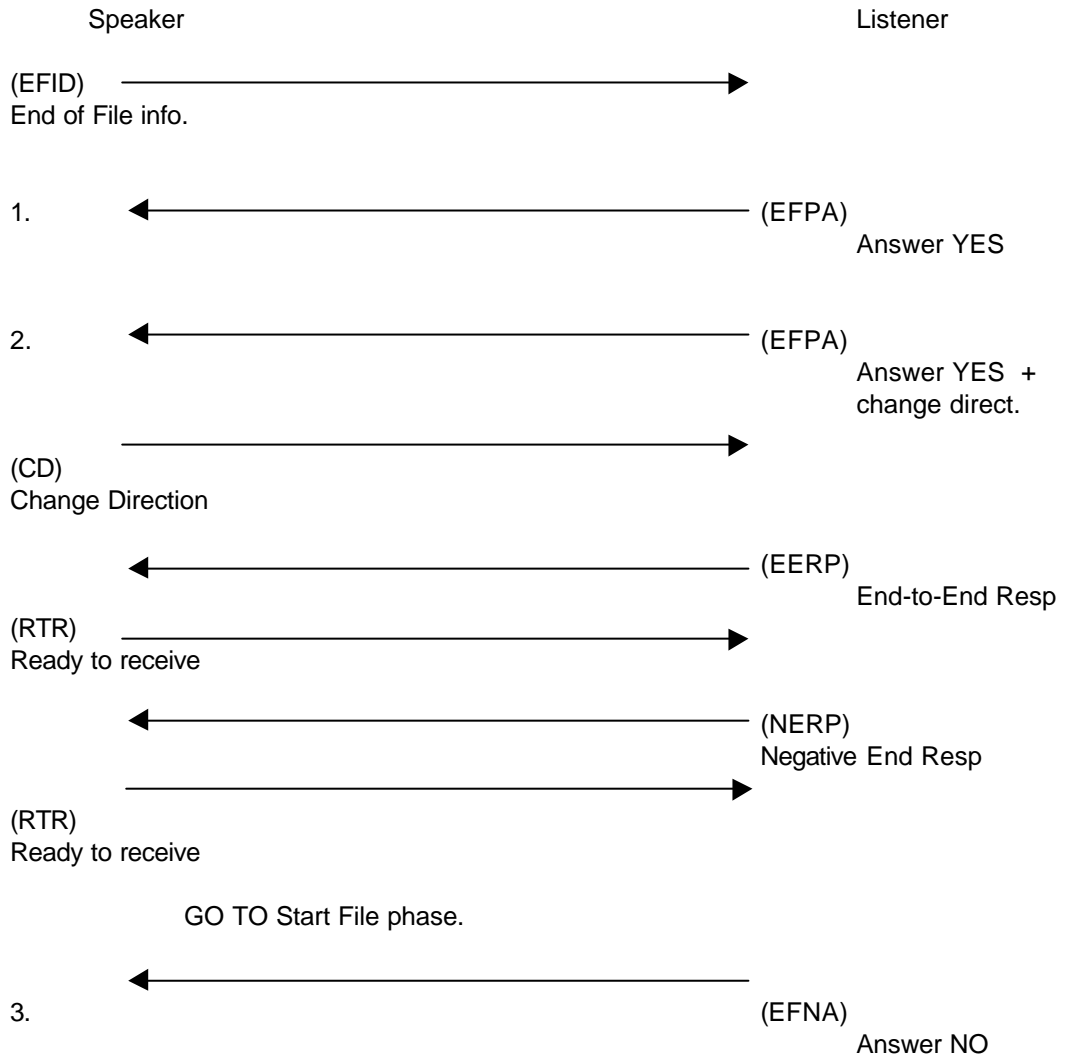 Speaker Listener
(EFID)
End of File info.
1. (EFPA)
Answer YES
2. (EFPA)
Answer YES +
change direct.
(CD)
Change Direction
(EERP)
End-to-End Resp
(RTR)
Ready to receive
(NERP)
Negative End Resp
(RTR)
Ready to receive
GO TO Start File phase.
3. (EFNA)
Answer NO